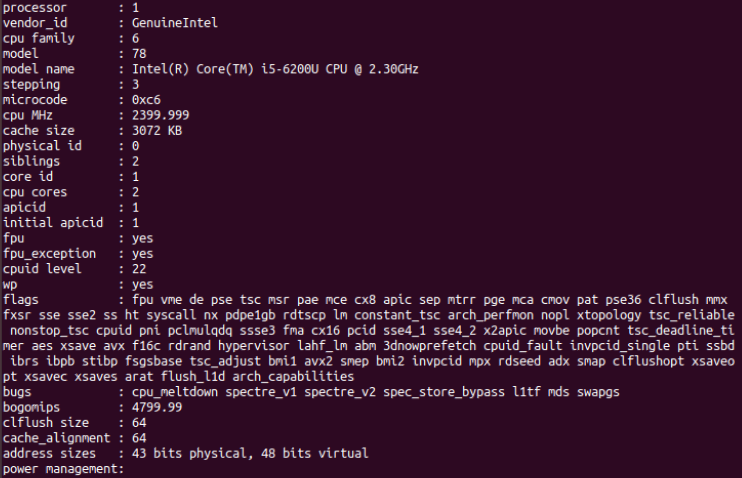 processor : 1
vendor_id : GenuineIntel
cpu family : 6
model : 78
model name : Intel(R) Core(TM) i5-6200U CPU @ 2.30GHz
stepping : 3
microcode : 0xc6
cpu MHz : 2399.999
cache size : 3072 KB
physical id : 0
siblings : 2
core id : 1
cpu cores : 2
apicid : 1
initial apicid : 1
fpu : yes
fpu_exception : yes
cpuid level : 22
wp : yes
flags : fpu vme de pse tsc msr pae mce cx8 apic sep mtrr pge mca cmov pat pse36 clflush mmx
fxsr sse sse2 ss ht syscall nx pdpe1gb rdtscp lm constant_tsc arch_perfmon nopl xtopology tsc_reliable
nonstop_tsc cpuid pni pclmulqdq ssse3 fma cx16 pcid sse4_1 sse4_2 x2apic movbe popcnt tsc_deadline_ti
mer aes xsave avx f16c rdrand hypervisor lahf_lm abm 3dnowprefetch cpuid_fault invpcid_single pti ssbd
ibrs ibpb stibp fsgsbase tsc_adjust bmi1 avx2 smep bmi2 invpcid mpx rdseed adx smap clflushopt xsaveo
pt xsavec xsaves arat flush_l1d arch_capabilities
bugs : cpu_meltdown spectre_v1 spectre_v2 spec_store_bypass l1tf mds swapgs
bogomips : 4799.99
clflush size : 64
cache_alignment : 64
address sizes : 43 bits physical, 48 bits virtual
power management: